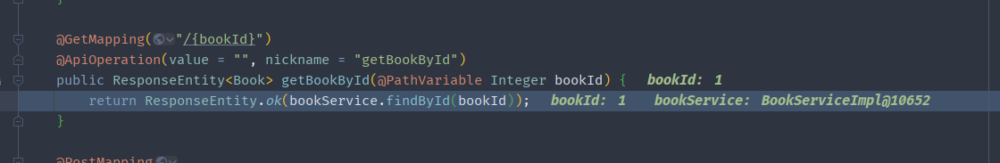 }
@GetMapping("/{bookId}")
@ApiOperation(value = "", nickname = "getBookById")
public ResponseEntity<Book> getBookById(@PathVariable Integer bookId) { bookId: 1
return ResponseEntity.ok(bookService.findById(bookId)); bookId: 1 bookService: BookServiceImpl@10652
}
@PostMapping